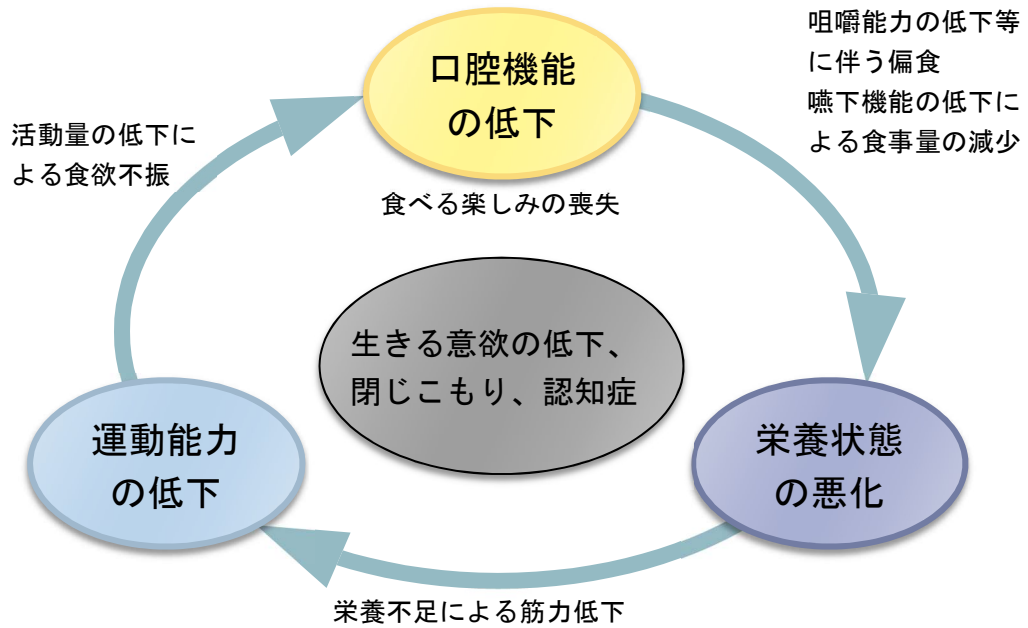 口腔機能
の低下
咀嚼能力の低下等
に伴う偏食
嚥下機能の低下に
よる食事量の減少
活動量の低下に
よる食欲不振
食べる楽しみの喪失
生きる意欲の低下、
閉じこもり、認知症
運動能力
の低下
栄養状態
の悪化
栄養不足による筋力低下